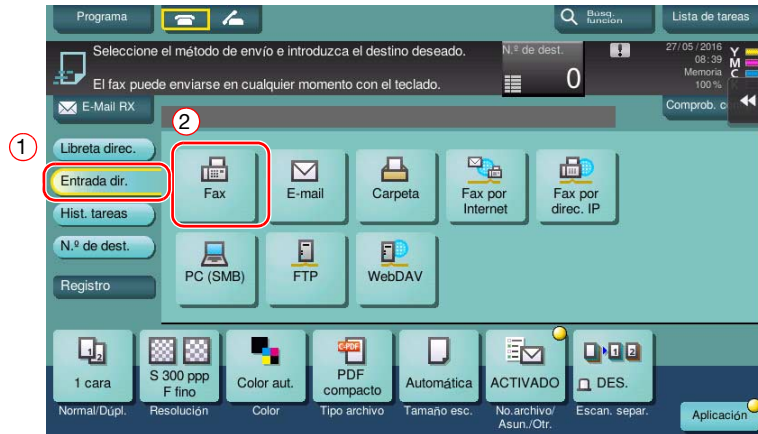 Programa
Busq.
función
Lista de tareas
Seleccione el método de envío e introduzca el destino deseado.
N.º de dest.
27/05/2016
08:39
Memoria
100%
Y
M
C
El fax puede enviarse en cualquier momento con el teclado.
0
E-Mail RX
Comprob. c
1
2
Libreta direc.
Entrada dir.
Hist. tareas
N.º de dest.
Registro
Fax
E-mail
Carpeta
Fax por
Internet
Fax por
direc. IP
PC (SMB)
FTP
WebDAV
1 cara
S 300 ppp
F fino
Color aut.
C-PDF
PDF
compacto
Automática
ACTIVADO
DES.
Normal/Dúpl.
Resolución
Color
Tipo archivo
Tamaño esc.
No.archivo/
Asun./Otr.
Escan. separ.
Aplicación